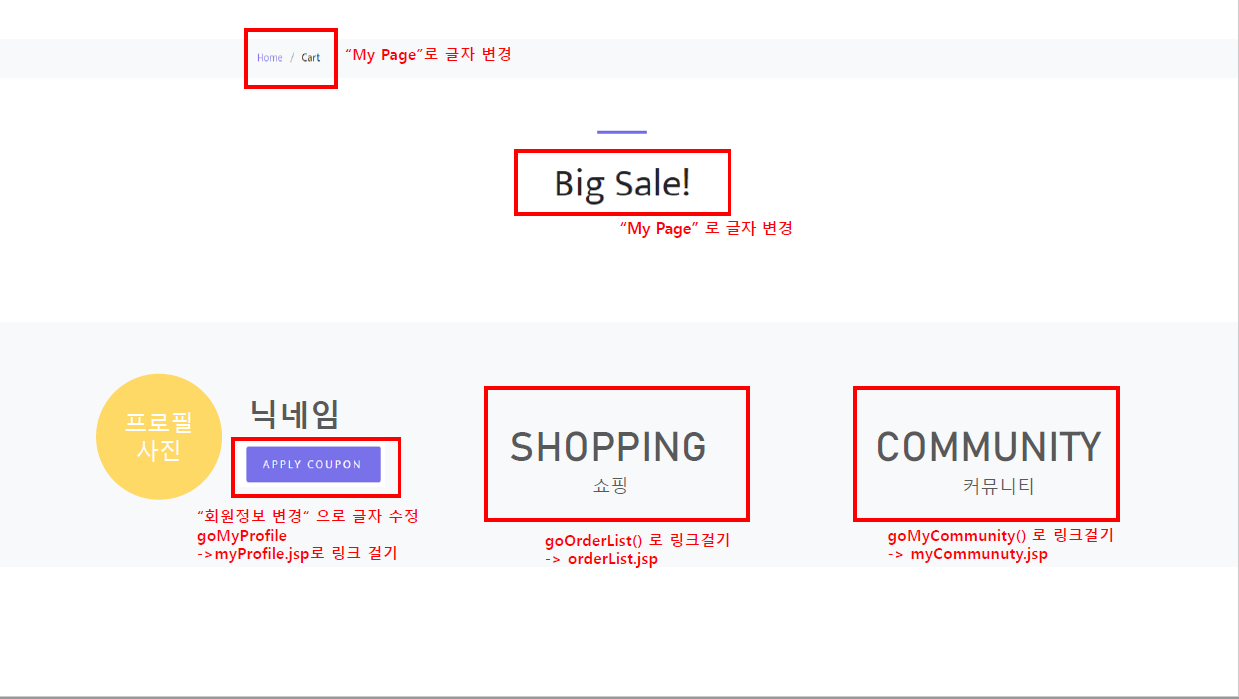 Home / Cart “My Page”로 글자 변경
Big Sale!
“My Page” 로 글자 변경
프로필
사진
닉네임
APPLY COUPON
“회원정보 변경“ 으로 글자 수정
goMyProfile
->myProfile.jsp로 링크 걸기
SHOPPING
쇼핑
goOrderList() 로 링크걸기
-> orderList.jsp
COMMUNITY
커뮤니티
goMyCommunity() 로 링크걸기
-> myCommunuty.jsp